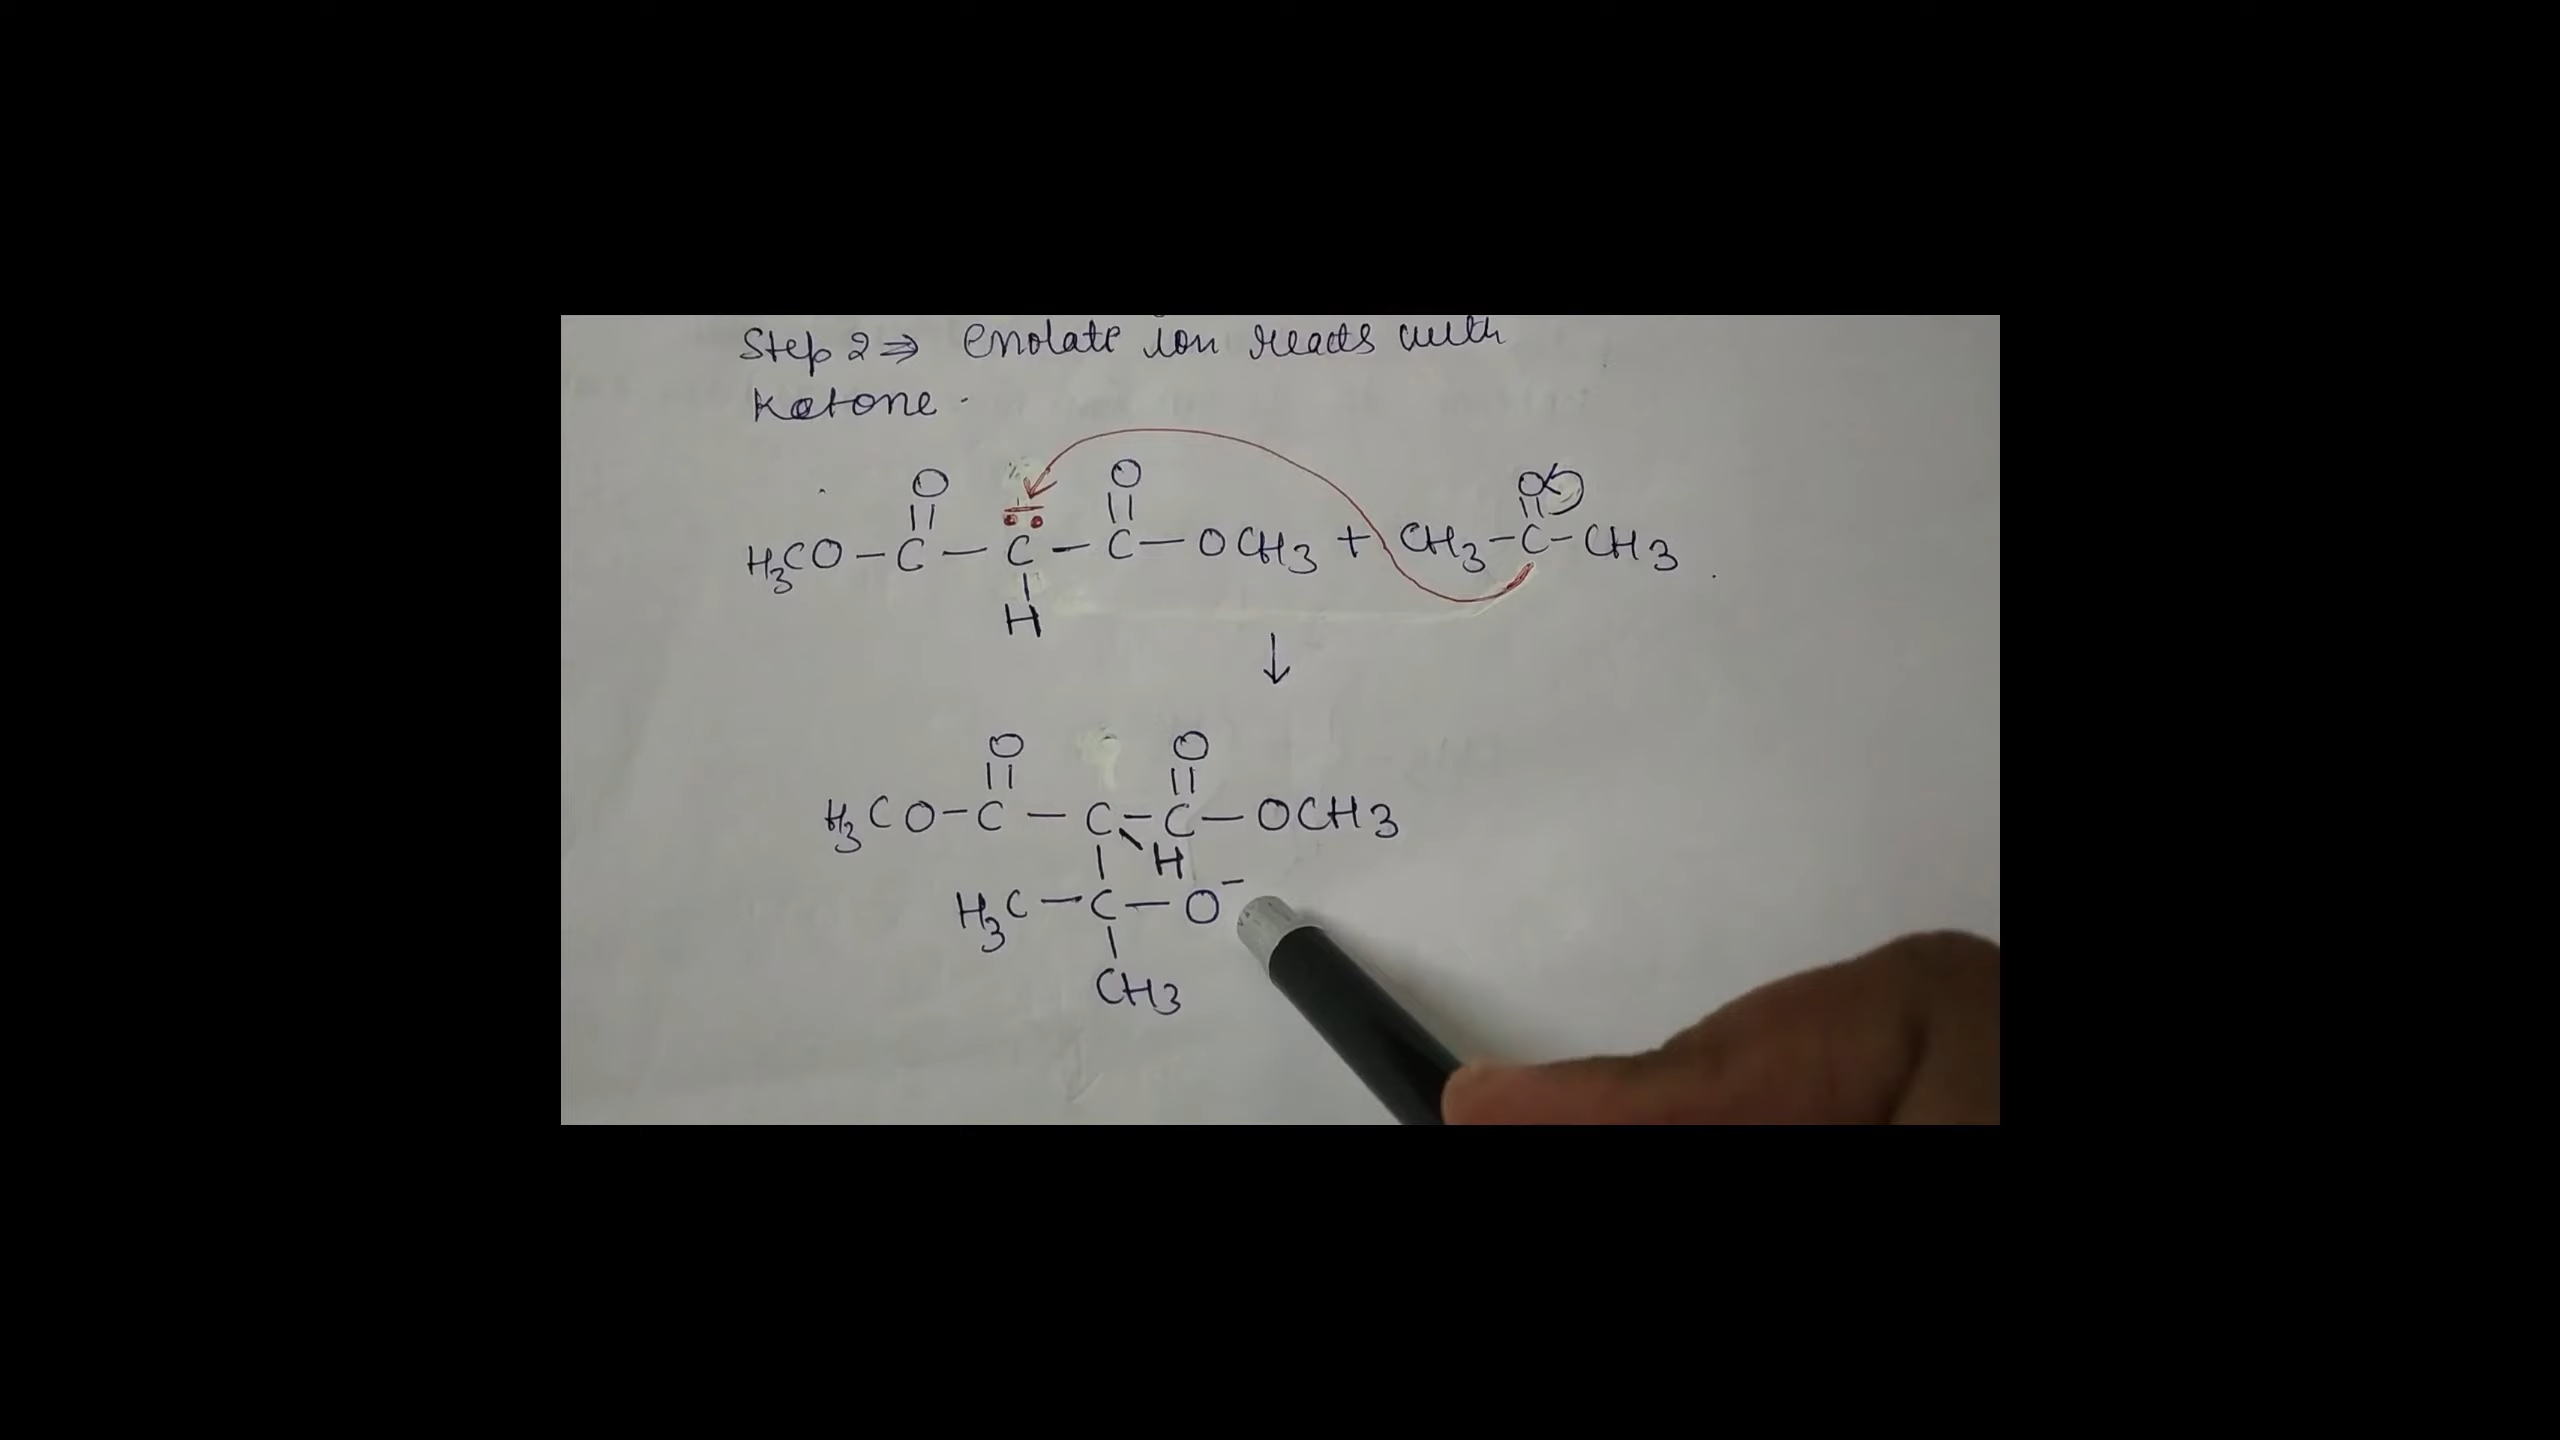 Step 2 ⇒ enolate ion reacts with
Ketone.
O O O
|| || ||
H3CO - C - C - C - OCH3 + CH3 - C - CH3
|
H
↓
O O
|| ||
H3CO - C - C - C - OCH3
| \ H
H3C - C - O⁻
|
CH3